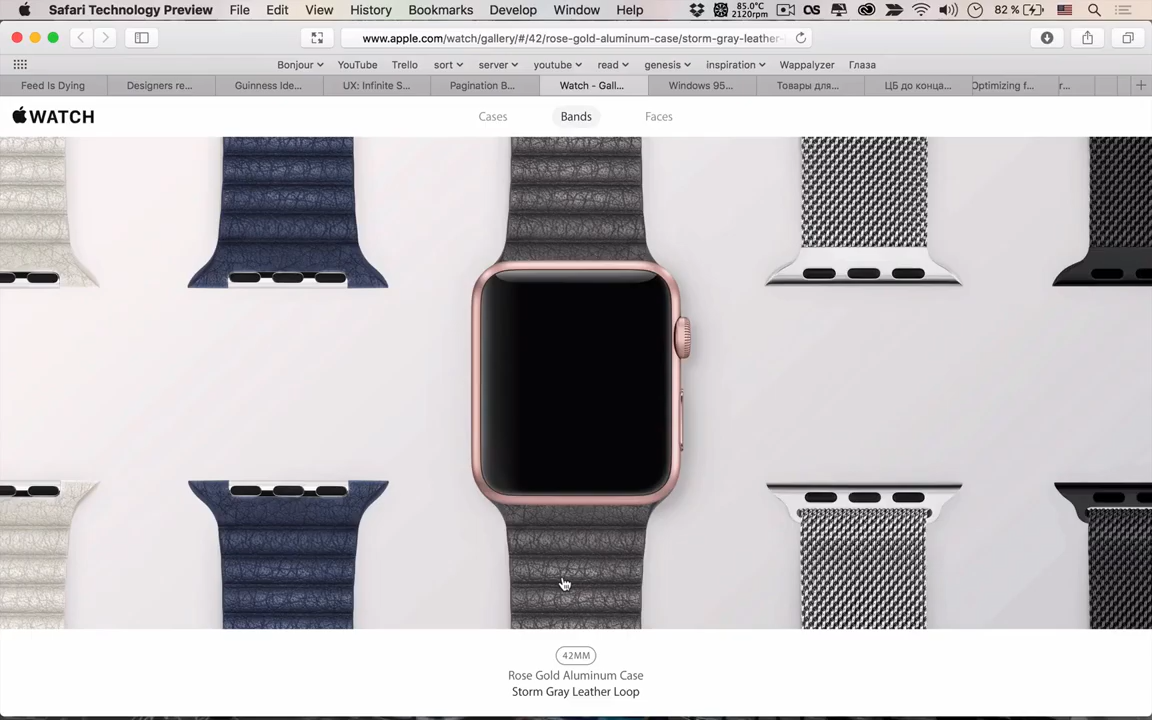 Safari Technology Preview File Edit View History Bookmarks Develop Window Help 85.0°C 82 %
2120rpm
www.apple.com/watch/gallery/#/42/rose-gold-aluminum-case/storm-gray-leather-
Bonjour YouTube Trello sort server youtube read genesis inspiration Wappalyzer Глаза
Feed Is Dying Designers re... Guinness Ide... UX: Infinite S... Pagination B... Watch - Gall... Windows 95... Товары для... ЦБ до конца... Optimizing f... r...
WATCH Cases Bands Faces
42MM
Rose Gold Aluminum Case
Storm Gray Leather Loop